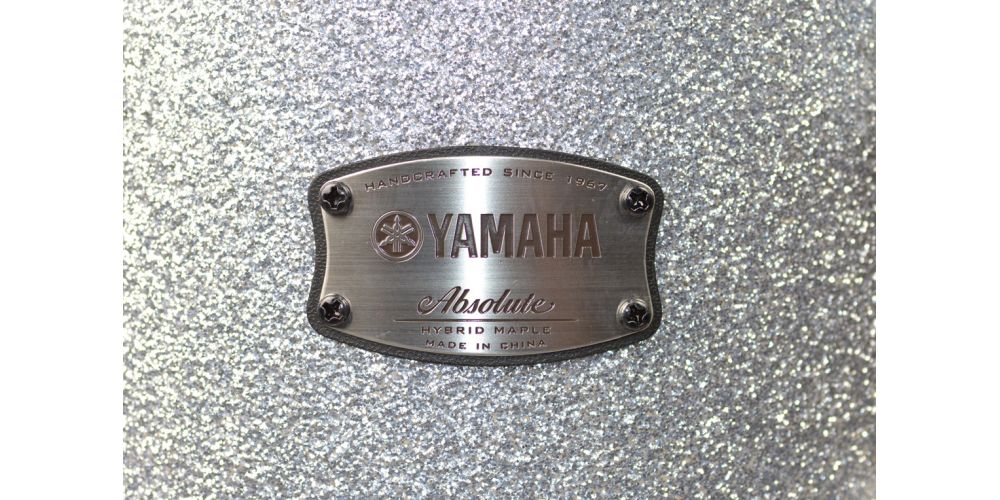 HANDCRAFTED SINCE 1967
YAMAHA
Absolute
HYBRID MAPLE
MADE IN CHINA